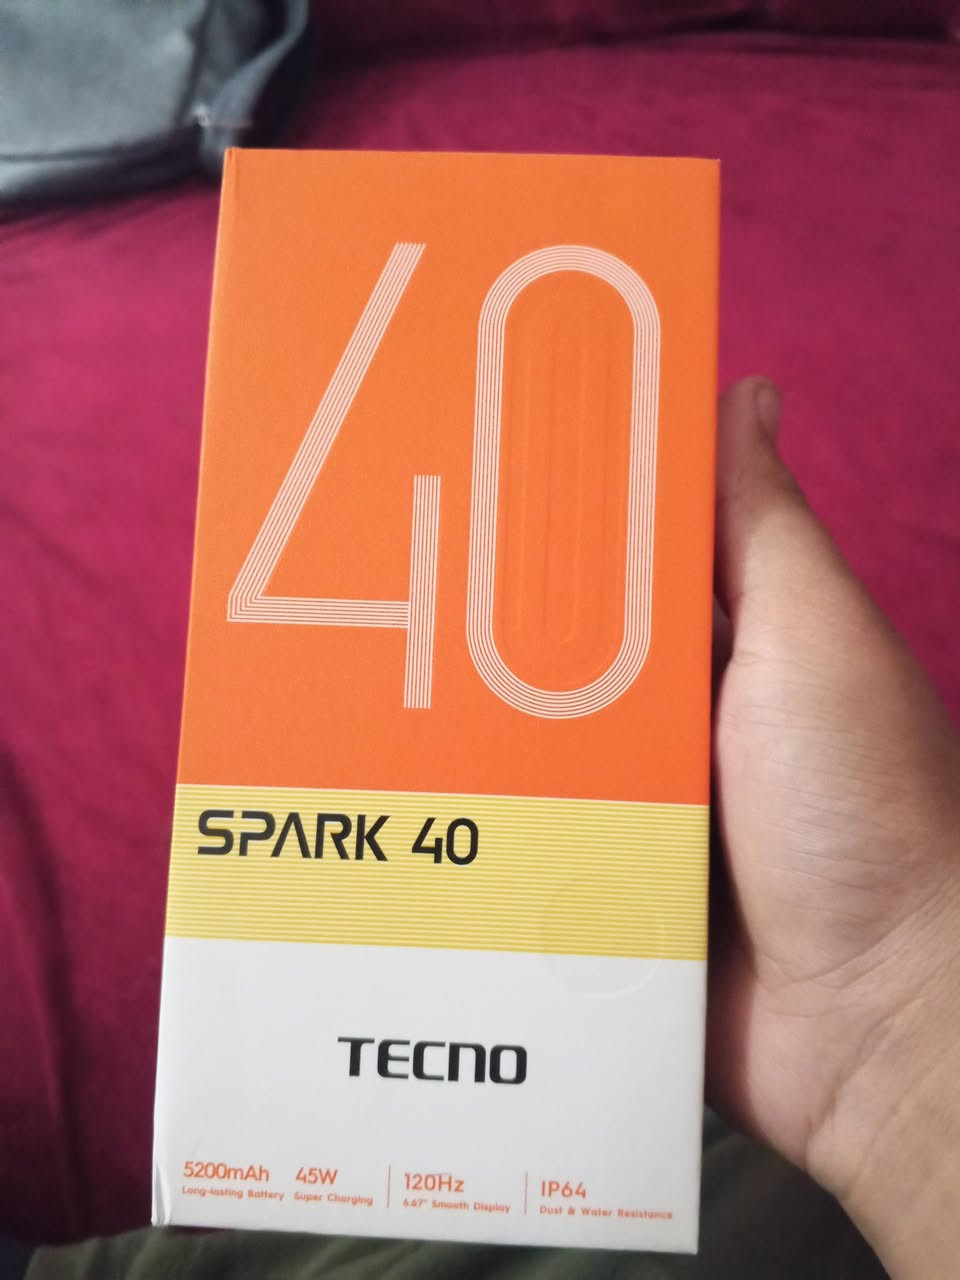 40
SPARK 40
TECNO
5200mAh 45W 120Hz IP64
Long-lasting Battery Super Charging 6.67" Smooth Display Dust & Water Resistance